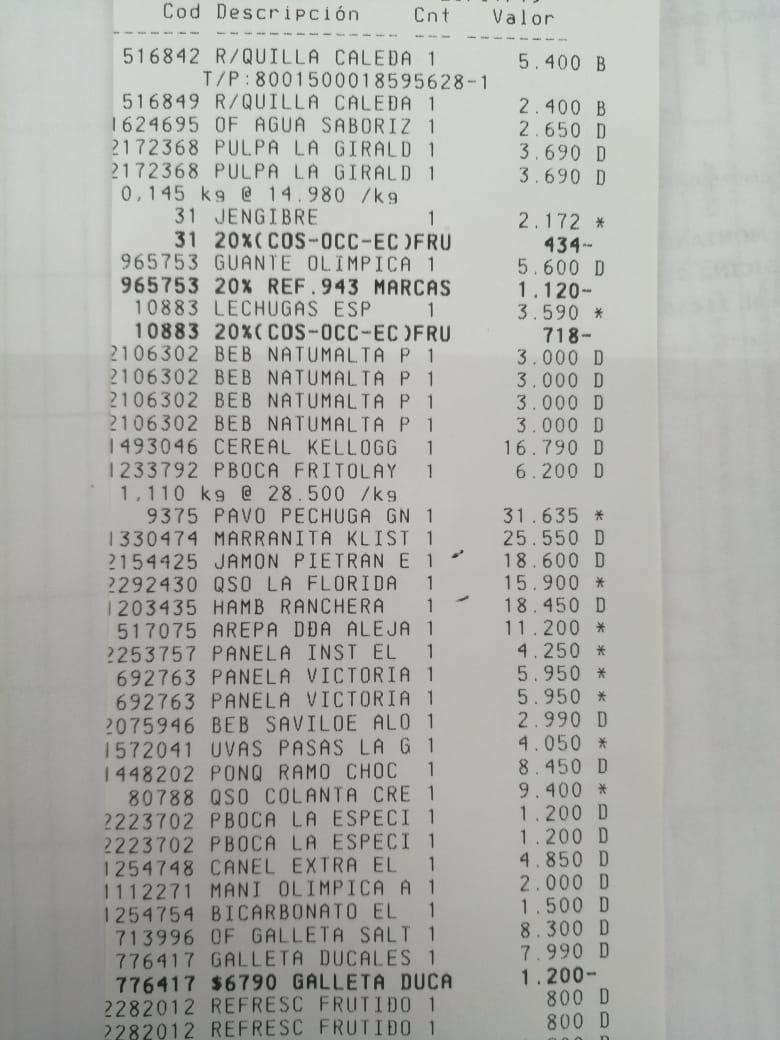 Cod Descripción Cnt Valor
516842 R/QUILLA CALEDA 1 5.400 B
T/P:8001500018595628-1
516849 R/QUILLA CALEDA 1 2.400 B
1624695 OF AGUA SABORIZ 1 2.650 D
2172368 PULPA LA GIRALD 1 3.690 D
2172368 PULPA LA GIRALD 1 3.690 D
0,145 kg @ 14.980 /kg
31 JENGIBRE 1 2.172 *
31 20%(COS-OCC-EC)FRU 434-
965753 GUANTE OLIMPICA 1 5.600 D
965753 20% REF.943 MARCAS 1.120-
10883 LECHUGAS ESP 1 3.590 *
10883 20%(COS-OCC-EC)FRU 718-
2106302 BEB NATUMALTA P 1 3.000 D
2106302 BEB NATUMALTA P 1 3.000 D
2106302 BEB NATUMALTA P 1 3.000 D
2106302 BEB NATUMALTA P 1 3.000 D
1493046 CEREAL KELLOGG 1 16.790 D
1233792 PBOCA FRITOLAY 1 6.200 D
1,110 kg @ 28.500 /kg
9375 PAVO PECHUGA GN 1 31.635 *
1330474 MARRANITA KLIST 1 25.550 D
2154425 JAMON PIETRAN E 1 18.600 D
2292430 QSO LA FLORIDA 1 15.900 *
1203435 HAMB RANCHERA 1 18.450 D
517075 AREPA DDA ALEJA 1 11.200 *
2253757 PANELA INST EL 1 4.250 *
692763 PANELA VICTORIA 1 5.950 *
692763 PANELA VICTORIA 1 5.950 *
2075946 BEB SAVILOE ALO 1 2.990 D
1572041 UVAS PASAS LA G 1 4.050 *
1448202 PONQ RAMO CHOC 1 8.450 D
80788 QSO COLANTA CRE 1 9.400 *
2223702 PBOCA LA ESPECI 1 1.200 D
2223702 PBOCA LA ESPECI 1 1.200 D
1254748 CANEL EXTRA EL 1 4.850 D
1112271 MANI OLIMPICA A 1 2.000 D
1254754 BICARBONATO EL 1 1.500 D
713996 OF GALLETA SALT 1 8.300 D
776417 GALLETA DUCALES 1 7.990 D
776417 $6790 GALLETA DUCA 1.200-
2282012 REFRESC FRUTIDO 1 800 D
2282012 REFRESC FRUTIDO 1 800 D